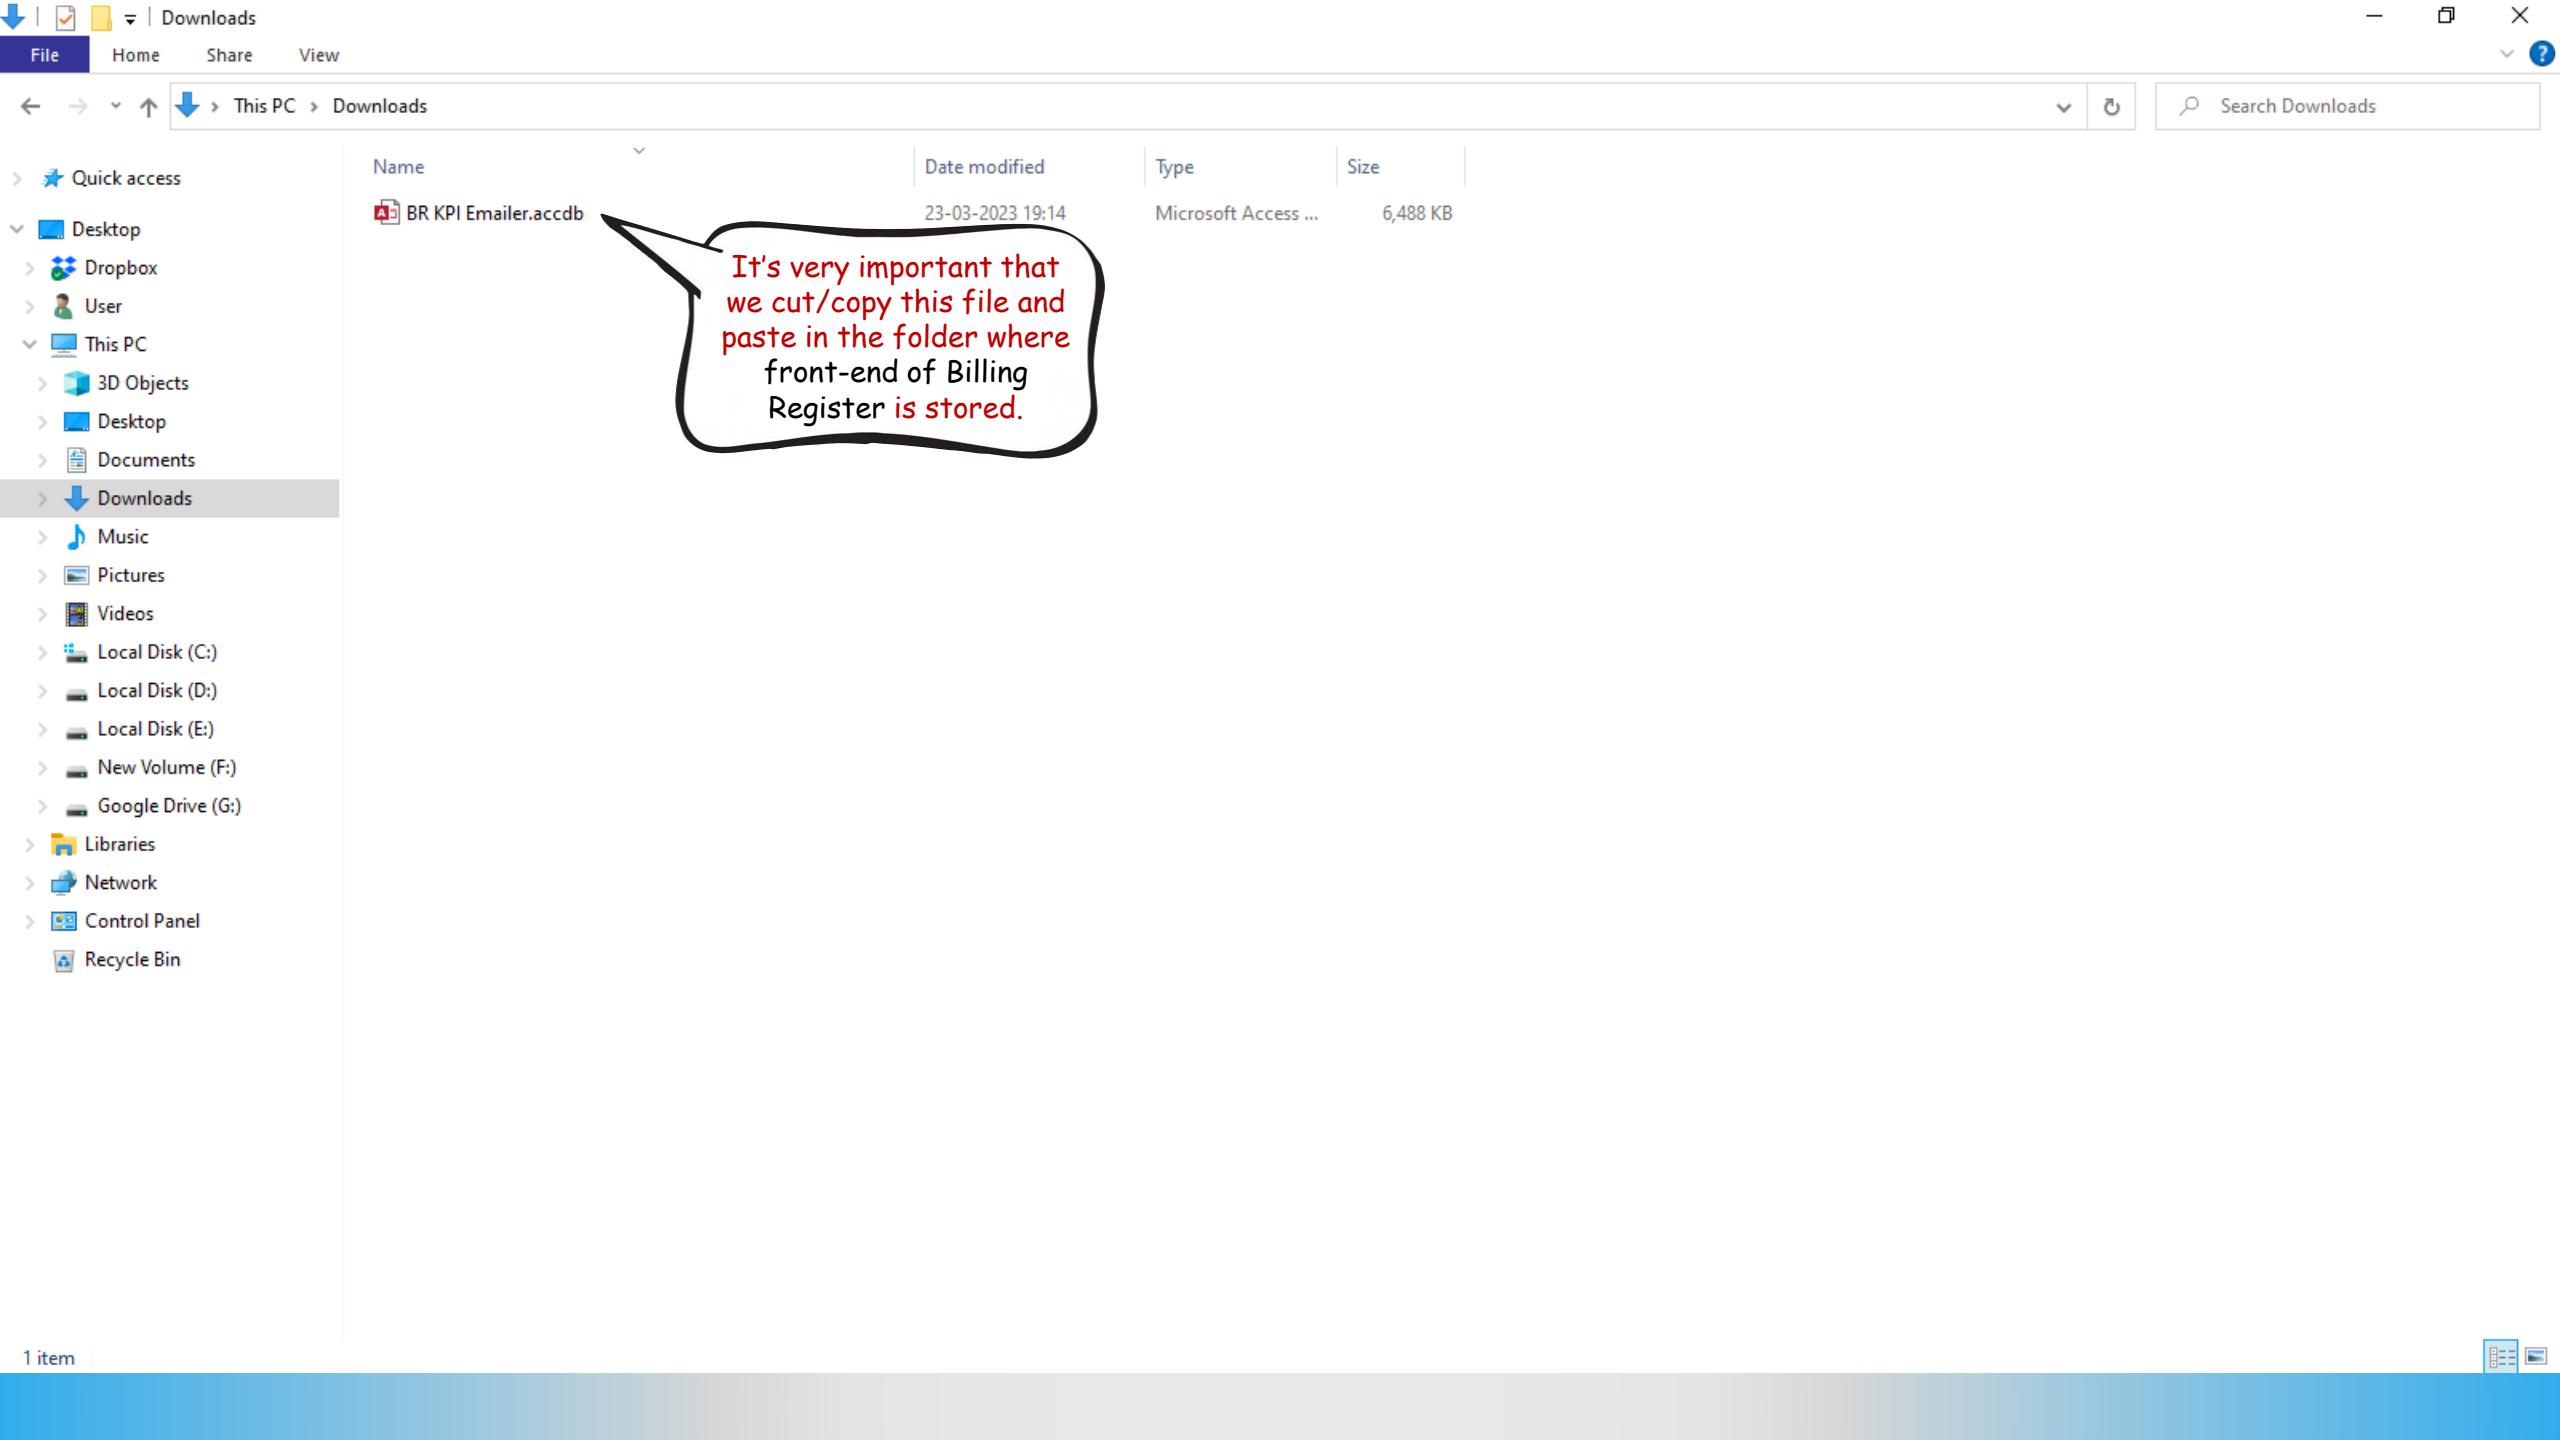 Downloads
File Home Share View
This PC Downloads
Search Downloads
Name Date modified Type Size
BR KPI Emailer.accdb 23-03-2023 19:14 Microsoft Access ... 6,488 KB
It's very important that
we cut/copy this file and
paste in the folder where
front-end of Billing
Register is stored.
Quick access
Desktop
Dropbox
User
This PC
3D Objects
Desktop
Documents
Downloads
Music
Pictures
Videos
Local Disk (C:)
Local Disk (D:)
Local Disk (E:)
New Volume (F:)
Google Drive (G:)
Libraries
Network
Control Panel
Recycle Bin
1 item